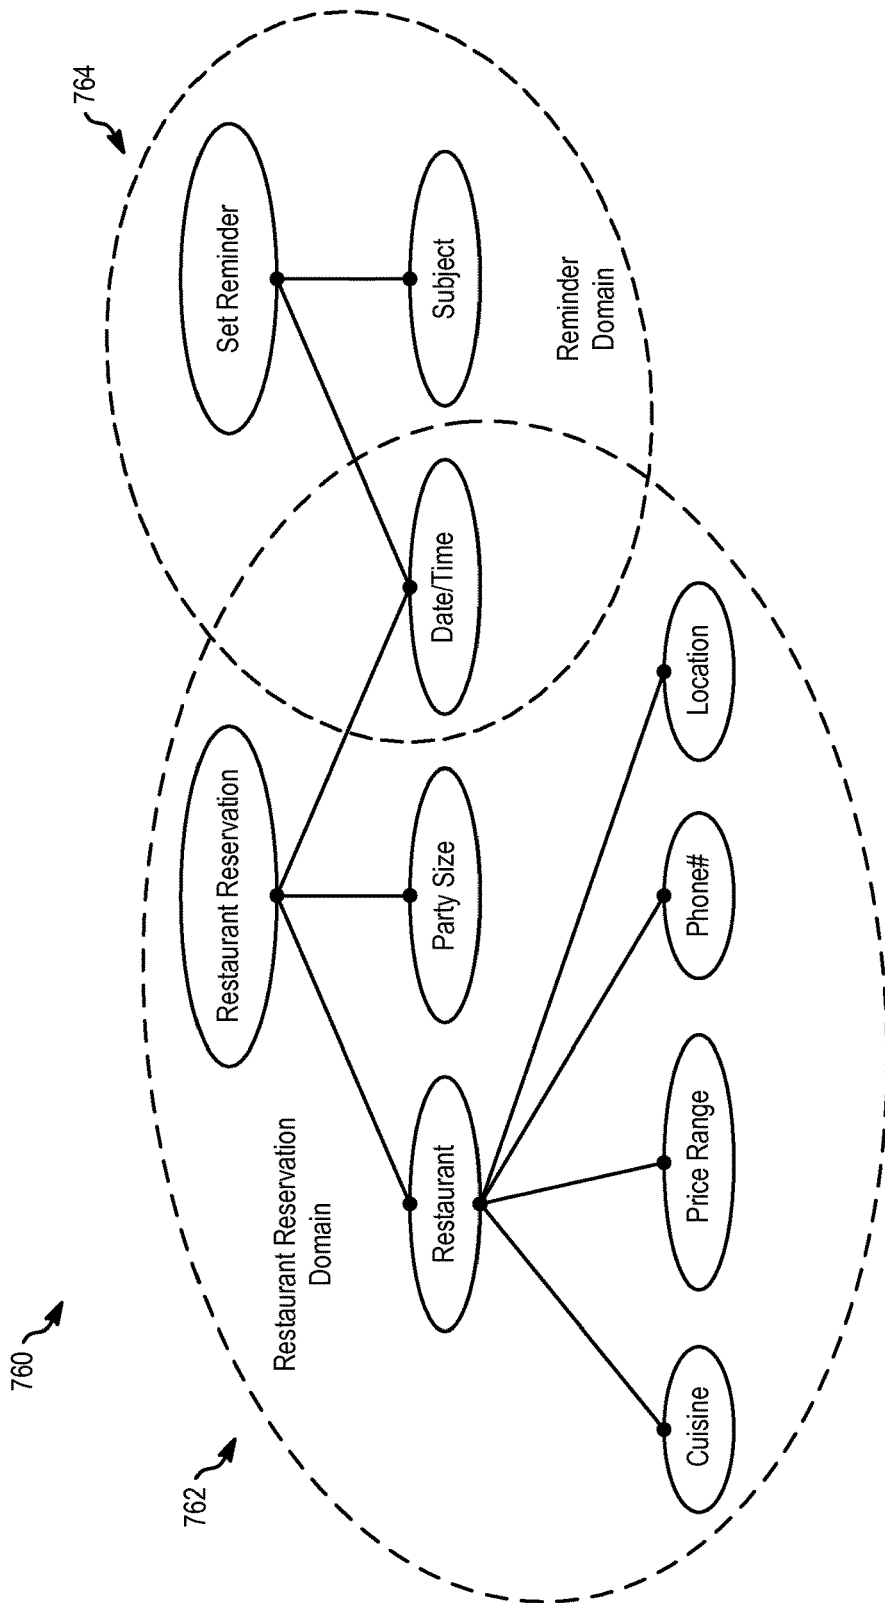 760
762
764
Restaurant Reservation
Domain
Restaurant Reservation
Set Reminder
Restaurant
Party Size
Date/Time
Subject
Reminder
Domain
Cuisine
Price Range
Phone#
Location